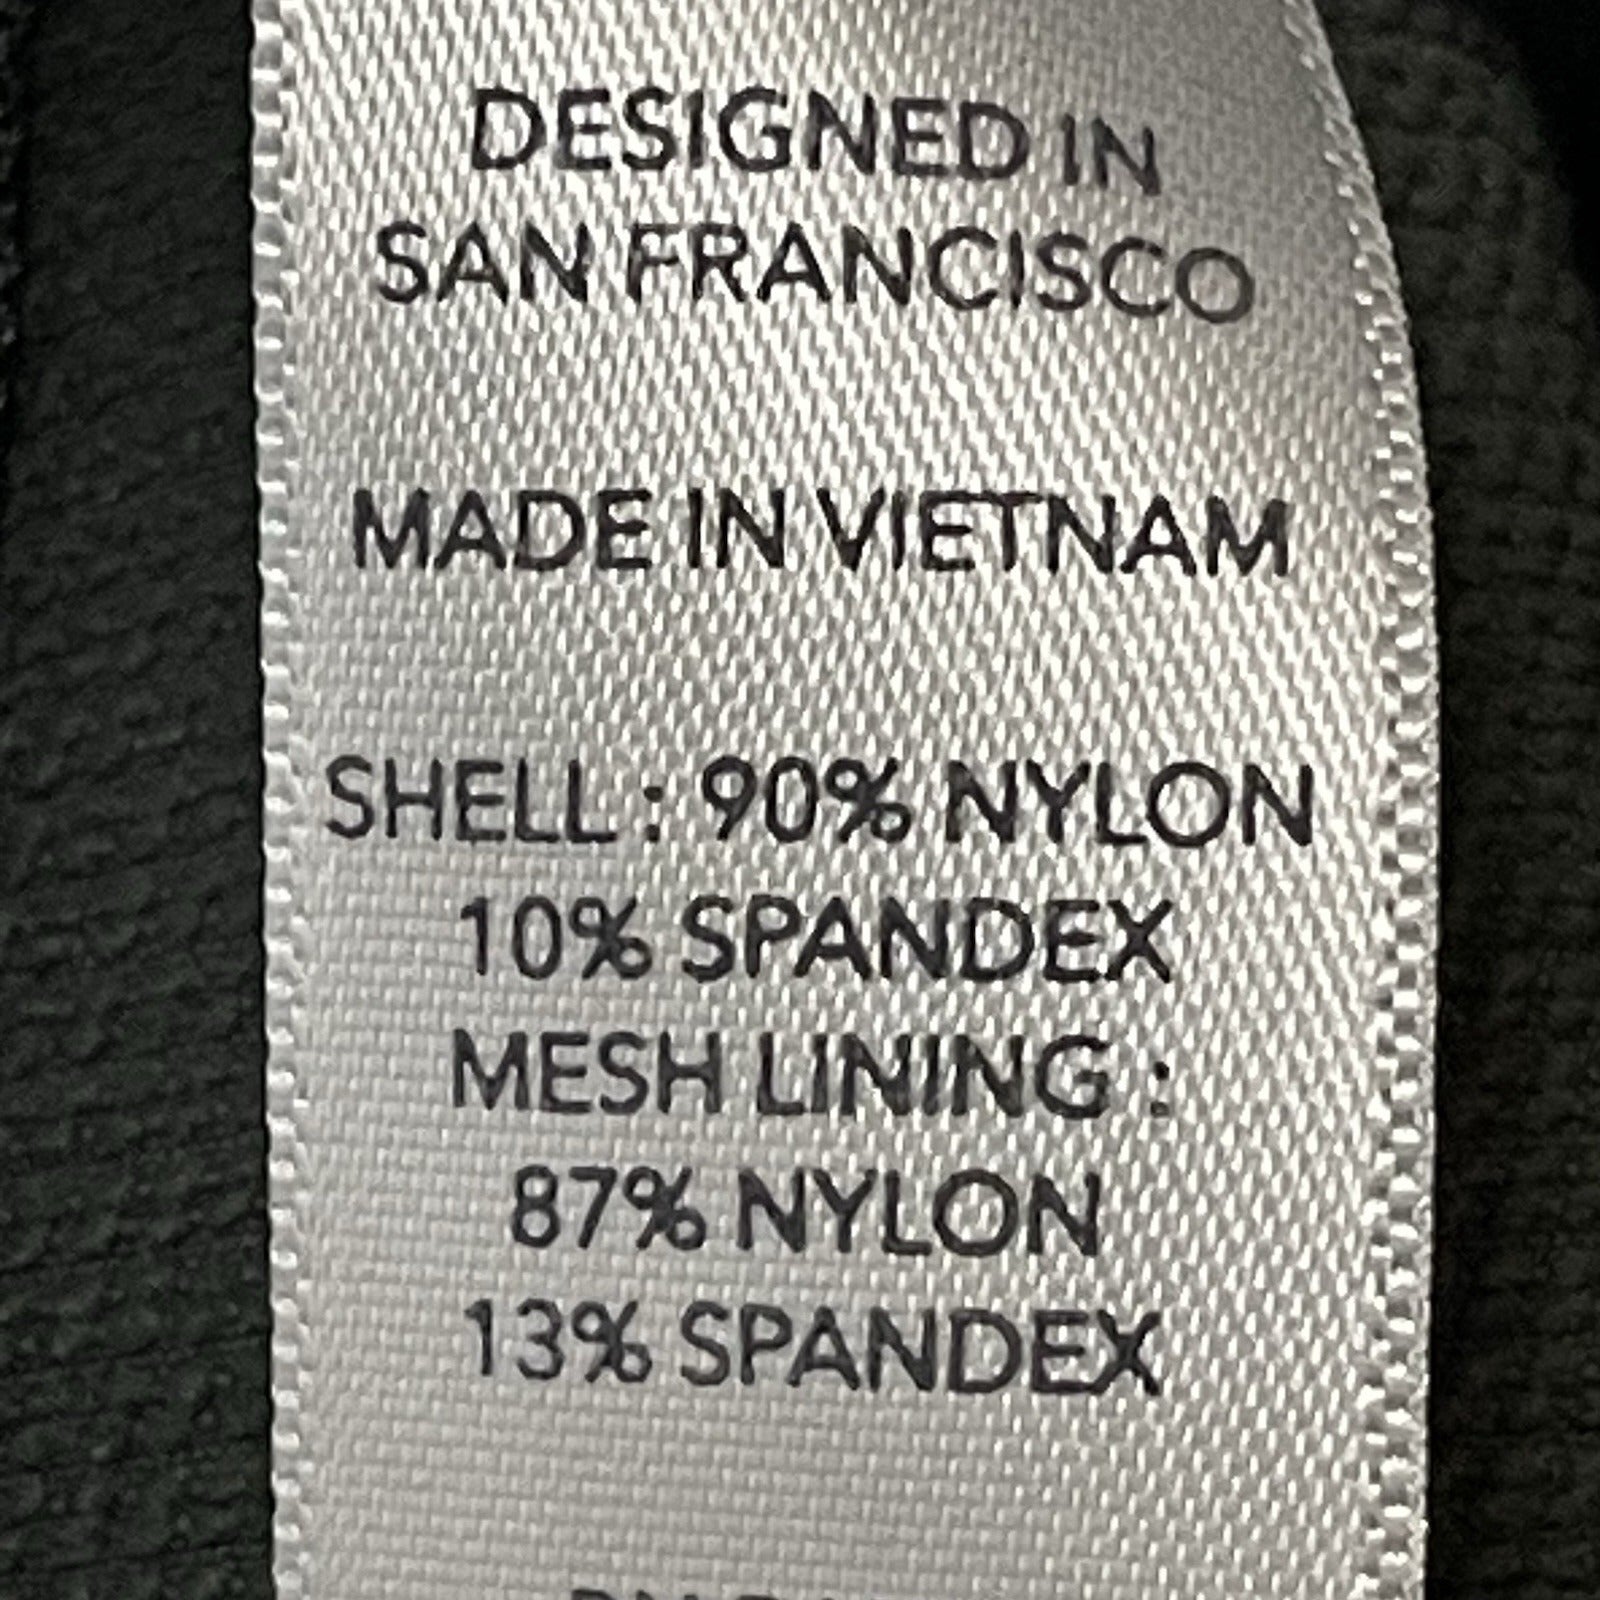 DESIGNED IN
SAN FRANCISCO
MADE IN VIETNAM
SHELL : 90% NYLON
10% SPANDEX
MESH LINING :
87% NYLON
13% SPANDEX